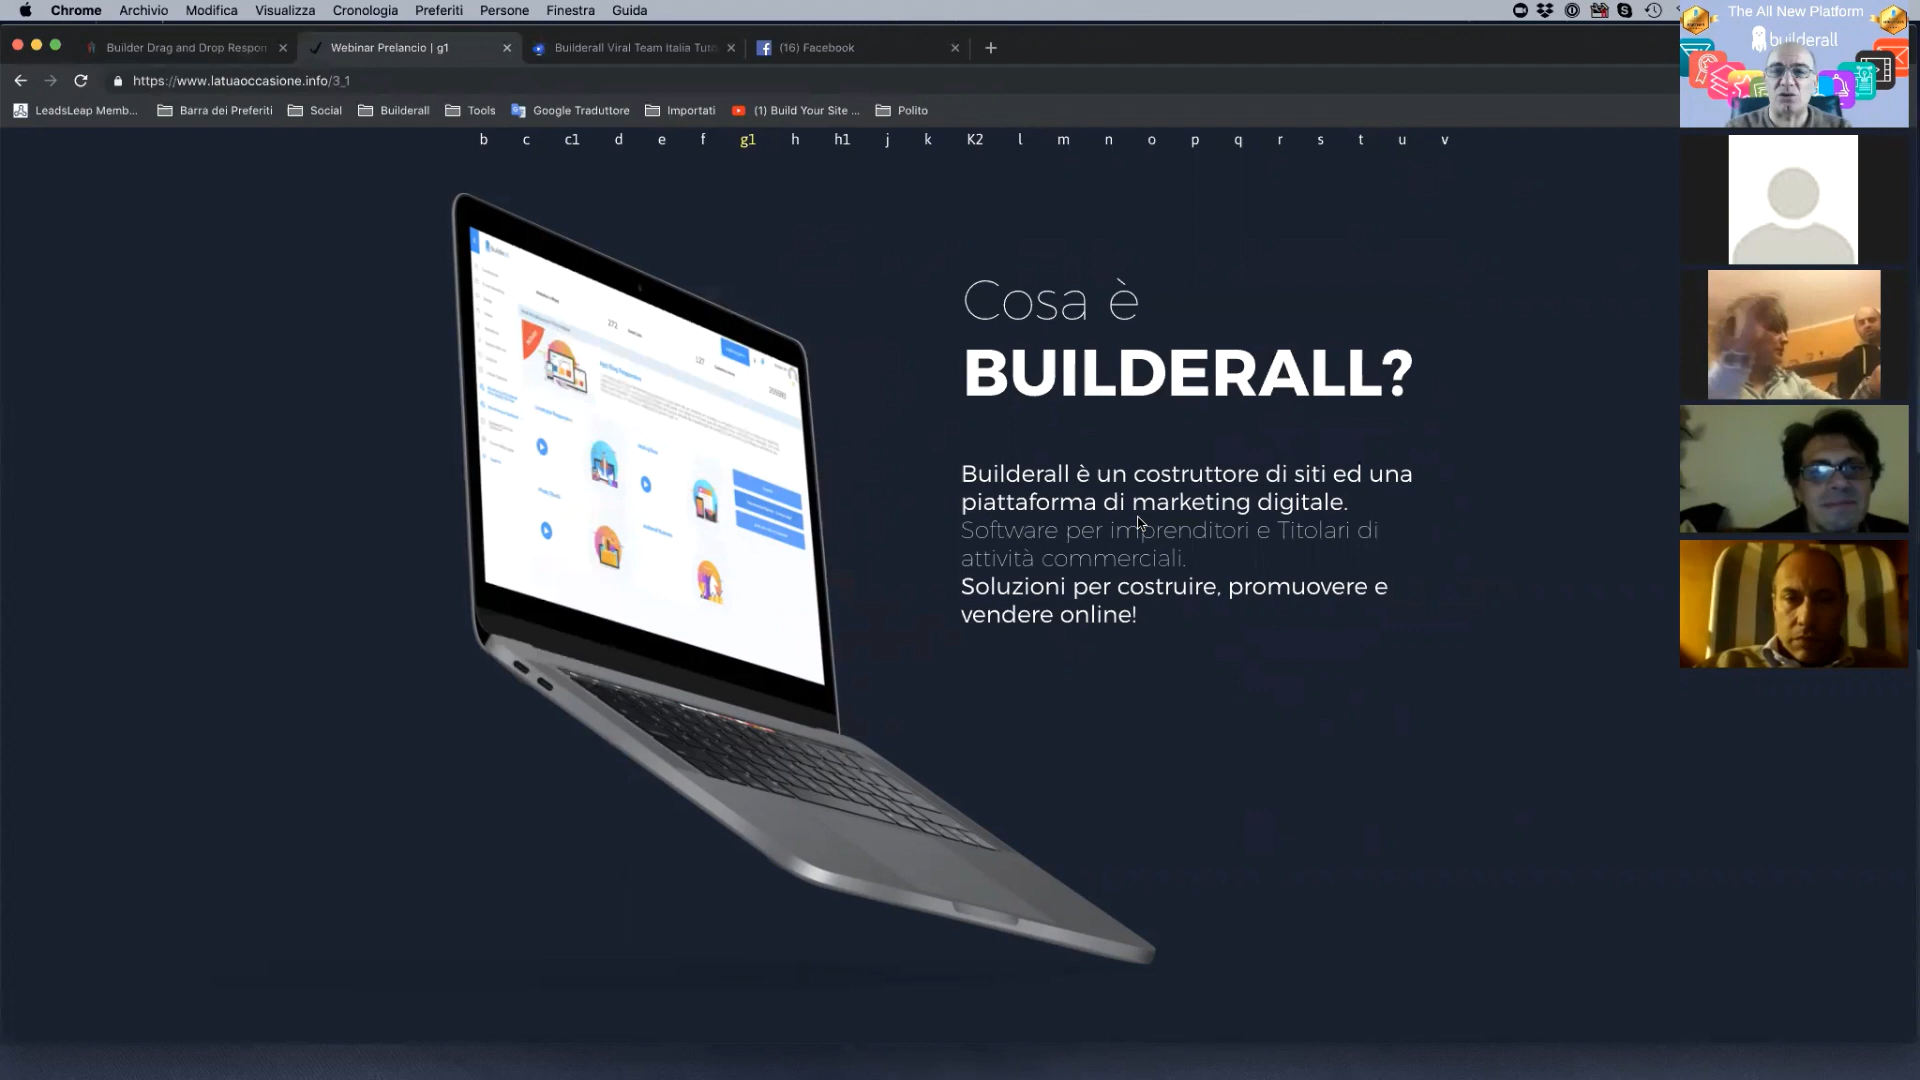 Chrome Archivio Modifica Visualizza Cronologia Preferiti Persone Finestra Guida
Builder Drag and Drop Respon
Webinar Prelancio | g1
Builderall Viral Team Italia Tuto
(16) Facebook
https://www.latuaoccasione.info/3_1
LeadsLeap Memb... Barra dei Preferiti Social Builderall Tools Google Traduttore Importati (1) Build Your Site ... Polito
b c c1 d e f g1 h h1 j k K2 l m n o p q r s t u v
The All New Platform
builderall
Cosa è
BUILDERALL?
Builderall è un costruttore di siti ed una
piattaforma di marketing digitale.
Software per imprenditori e Titolari di
attività commerciali.
Soluzioni per costruire, promuovere e
vendere online!